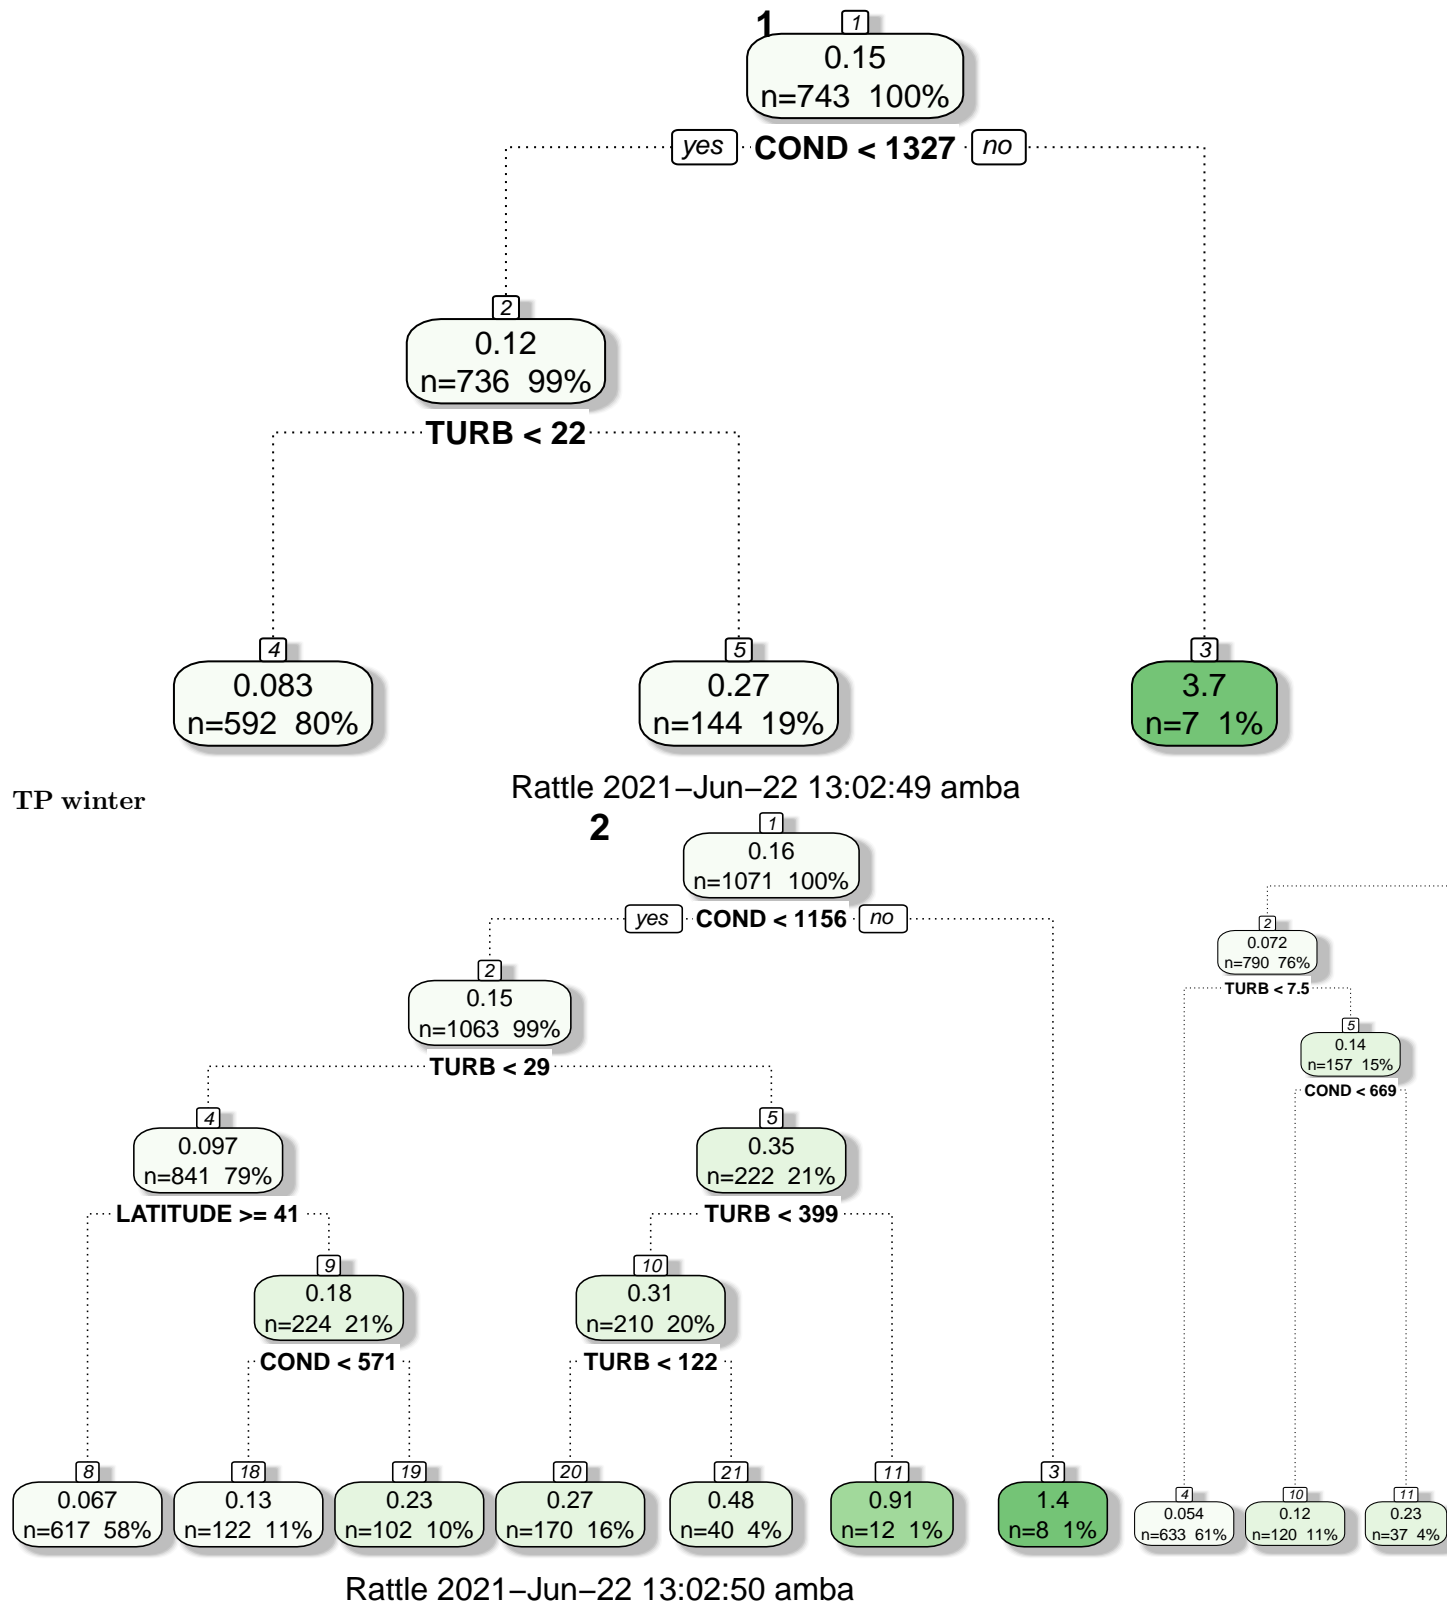 1
1
0.15
n=743 100%
yes COND < 1327 no
2
0.12
n=736 99%
TURB < 22
4
0.083
n=592 80%
5
0.27
n=144 19%
3
3.7
n=7 1%
Rattle 2021−Jun−22 13:02:49 amba
TP winter
2
1
0.16
n=1071 100%
yes COND < 1156 no
2
0.15
n=1063 99%
TURB < 29
4
0.097
n=841 79%
5
0.35
n=222 21%
LATITUDE >= 41
TURB < 399
9
0.18
n=224 21%
10
0.31
n=210 20%
COND < 571
TURB < 122
8
0.067
n=617 58%
18
0.13
n=122 11%
19
0.23
n=102 10%
20
0.27
n=170 16%
21
0.48
n=40 4%
11
0.91
n=12 1%
3
1.4
n=8 1%
Rattle 2021−Jun−22 13:02:50 amba
2
0.072
n=790 76%
TURB < 7.5
5
0.14
n=157 15%
COND < 669
4
0.054
n=633 61%
10
0.12
n=120 11%
11
0.23
n=37 4%